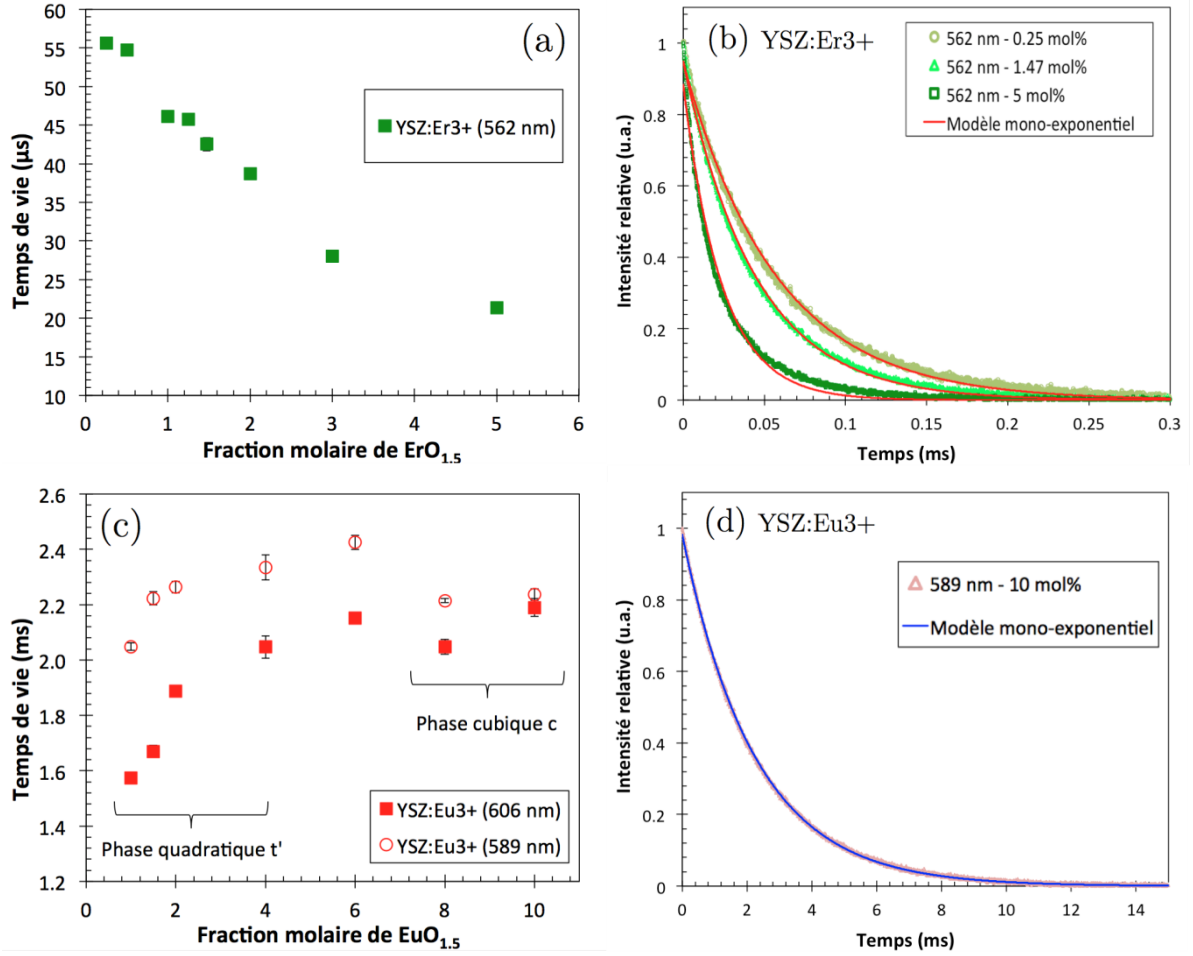 (a)
60
55
50
45
40
35
30
25
20
15
10
Temps de vie (µs)
YSZ:Er3+ (562 nm)
0 1 2 3 4 5 6
Fraction molaire de ErO1.5
(b) YSZ:Er3+
562 nm - 0.25 mol%
562 nm - 1.47 mol%
562 nm - 5 mol%
Modèle mono-exponentiel
1
0.8
0.6
0.4
0.2
0
Intensité relative (u.a.)
0 0.05 0.1 0.15 0.2 0.25 0.3
Temps (ms)
(c)
2.6
2.4
2.2
2.0
1.8
1.6
1.4
1.2
Temps de vie (ms)
Phase cubique c
Phase quadratique t'
YSZ:Eu3+ (606 nm)
YSZ:Eu3+ (589 nm)
0 2 4 6 8 10
Fraction molaire de EuO1.5
(d) YSZ:Eu3+
589 nm - 10 mol%
Modèle mono-exponentiel
1
0.8
0.6
0.4
0.2
0
Intensité relative (u.a.)
0 2 4 6 8 10 12 14
Temps (ms)